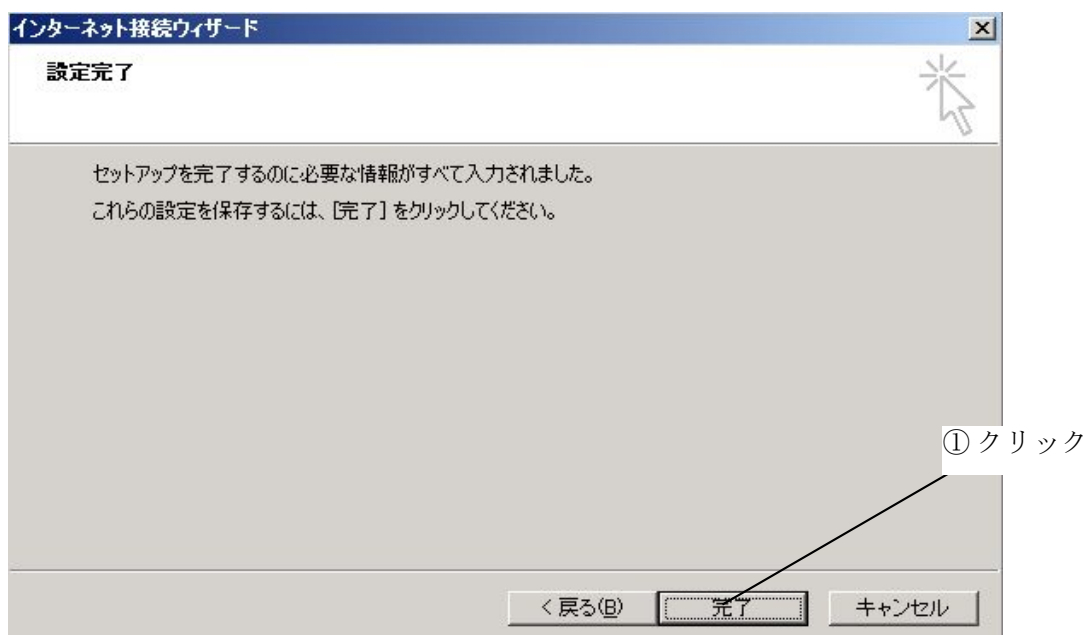 インターネット接続ウィザード
設定完了
セットアップを完了するのに必要な情報がすべて入力されました。
これらの設定を保存するには、[完了] をクリックしてください。
①クリック
< 戻る(B)
完了
キャンセル